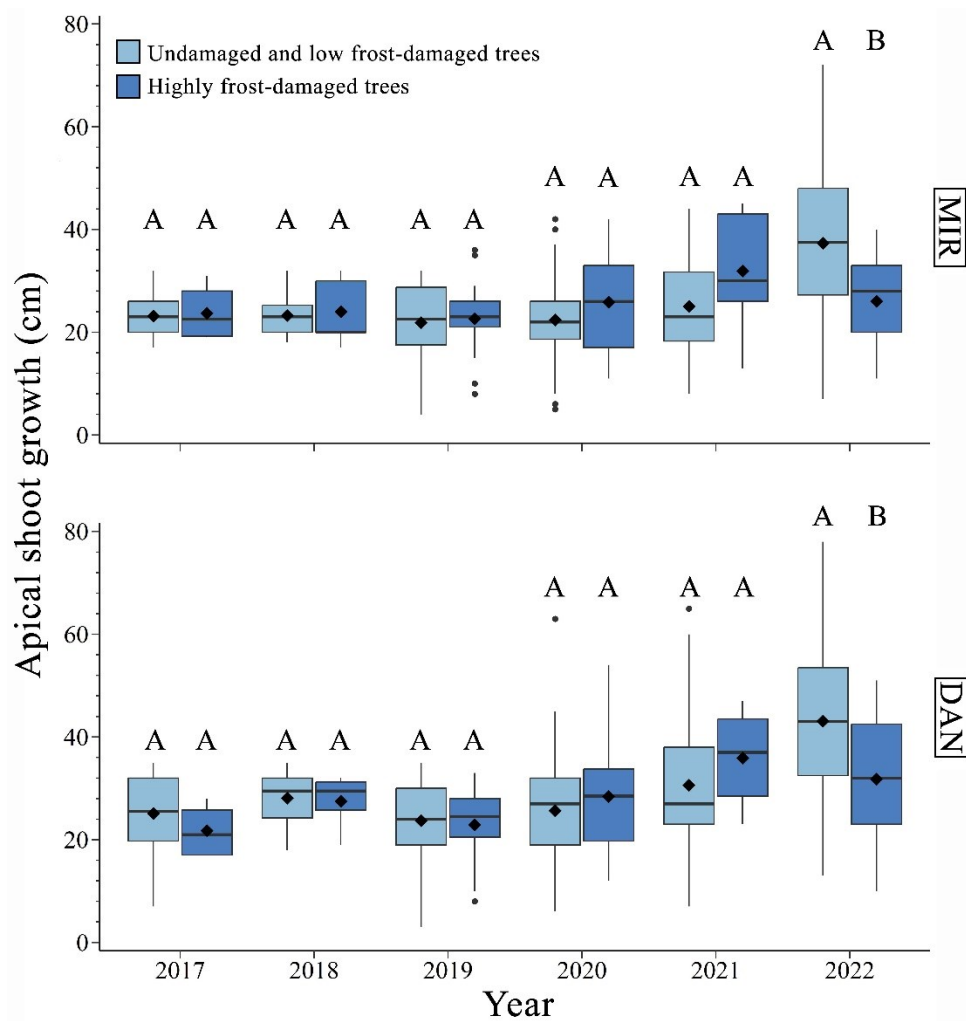 Apical shoot growth (cm)
80
60
40
20
0
Undamaged and low frost-damaged trees
Highly frost-damaged trees
A A A A A A A A A A A B
MIR
80
60
40
20
0
A A A A A A A A A A A B
DAN
2017 2018 2019 2020 2021 2022
Year